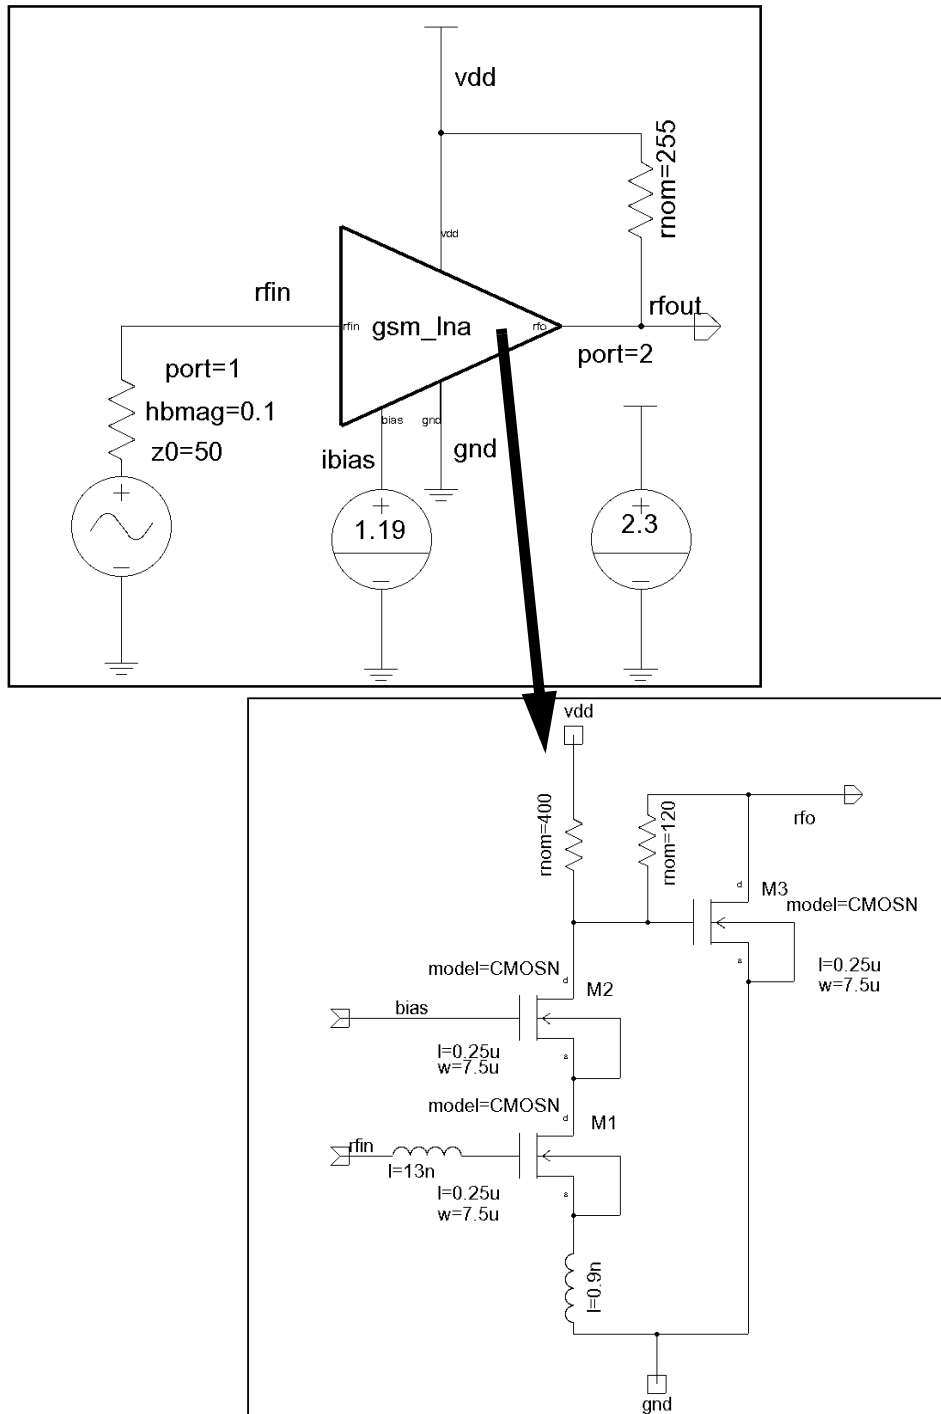 vdd
rnom=255
vdd
rfin
rfin
gsm_lna
rfo
rfout
port=2
port=1
hbmag=0.1
z0=50
bias
gnd
ibias
gnd
+
1.19
+
2.3
+
vdd
rnom=400
rnom=120
rfo
d
M3
model=CMOSN
s
l=0.25u
w=7.5u
model=CMOSN
d
M2
bias
l=0.25u
w=7.5u
s
model=CMOSN
d
M1
rfin
l=13n
l=0.25u
w=7.5u
s
l=0.9n
gnd